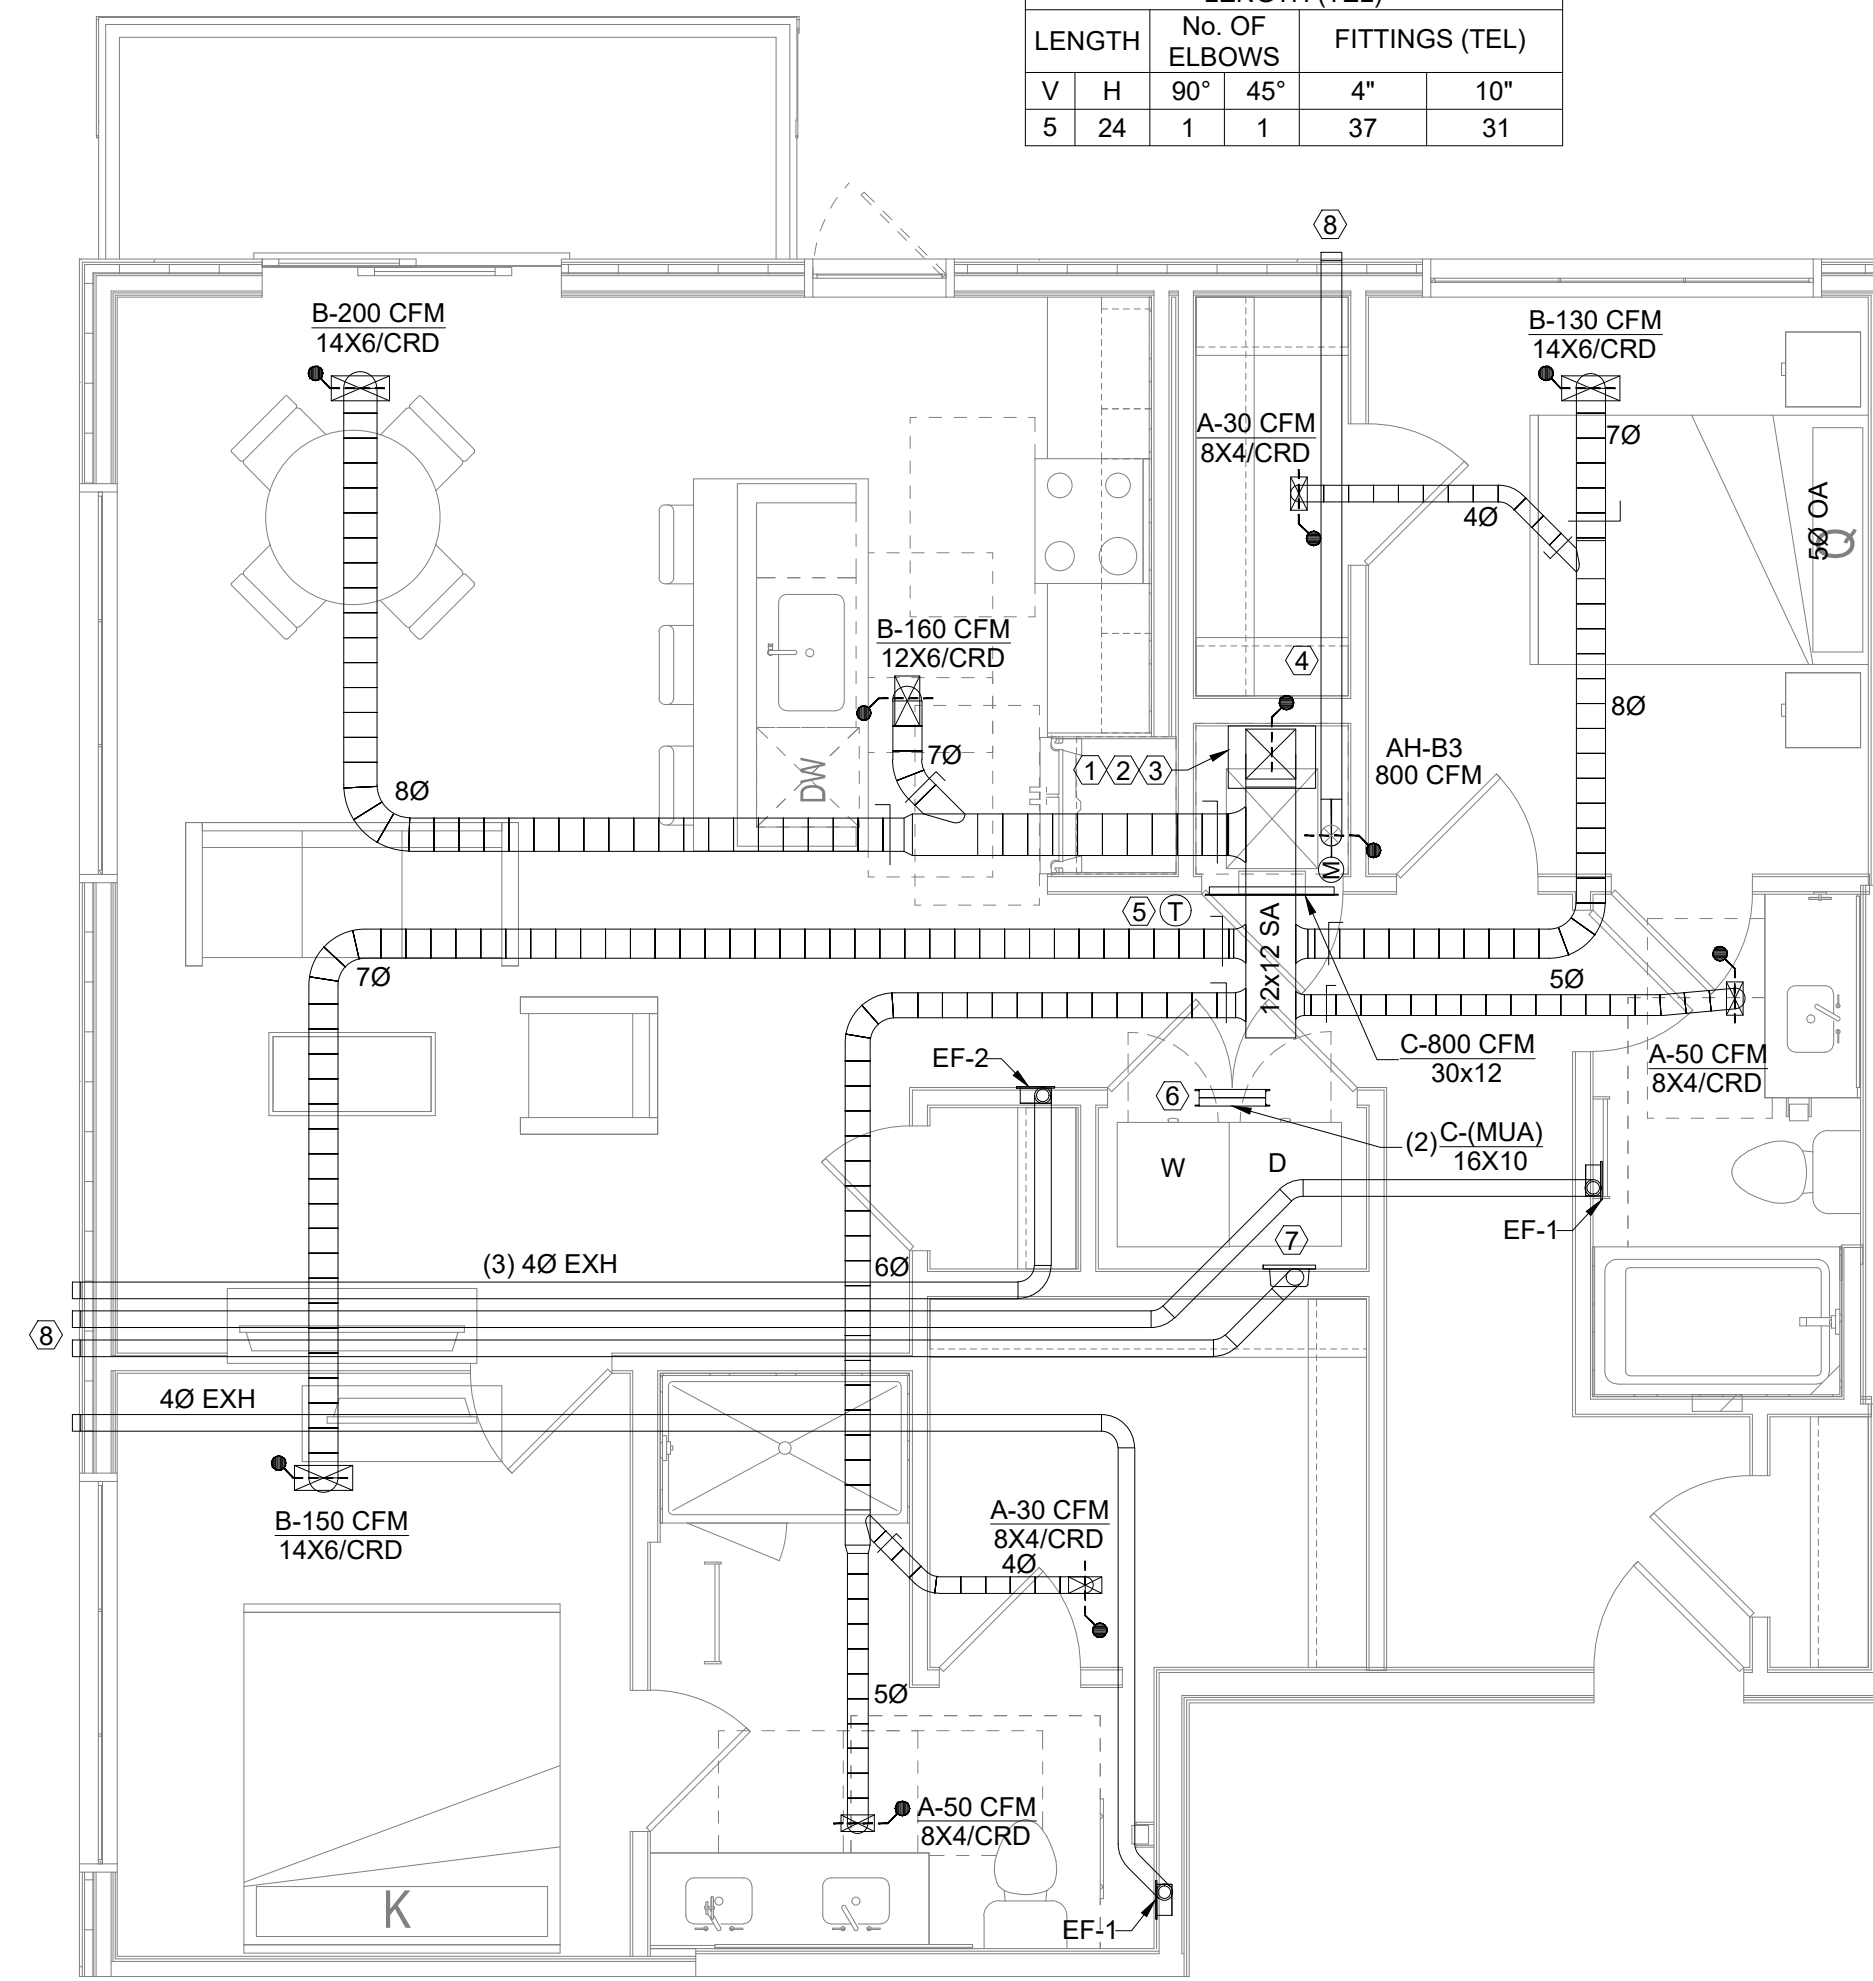 LENGTH (TEL)
LENGTH
No. OF
ELBOWS
FITTINGS (TEL)
V H 90° 45° 4" 10"
5 24 1 1 37 31
8
B-200 CFM
14X6/CRD
B-130 CFM
14X6/CRD
A-30 CFM
8X4/CRD
7Ø
4Ø
5Ø OA
Q
B-160 CFM
12X6/CRD
4
8Ø
7Ø
1 2 3
AH-B3
800 CFM
DW
8Ø
M
5 T
12x12 SA
7Ø
5Ø
EF-2
C-800 CFM
30x12
A-50 CFM
8X4/CRD
6
(2) C-(MUA)
16X10
W D
EF-1
7
(3) 4Ø EXH
6Ø
8
4Ø EXH
B-150 CFM
14X6/CRD
A-30 CFM
8X4/CRD
4Ø
5Ø
A-50 CFM
8X4/CRD
K
EF-1